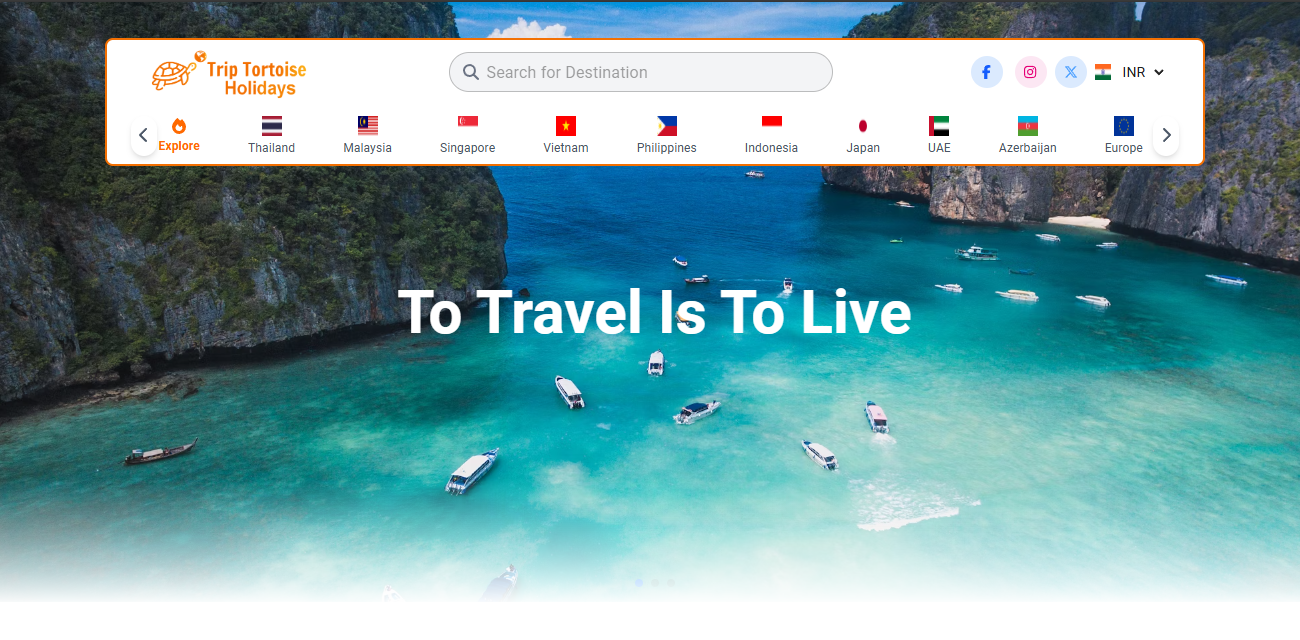 Trip Tortoise
Holidays
Search for Destination
INR
Explore
Thailand
Malaysia
Singapore
Vietnam
Philippines
Indonesia
Japan
UAE
Azerbaijan
Europe
To Travel Is To Live